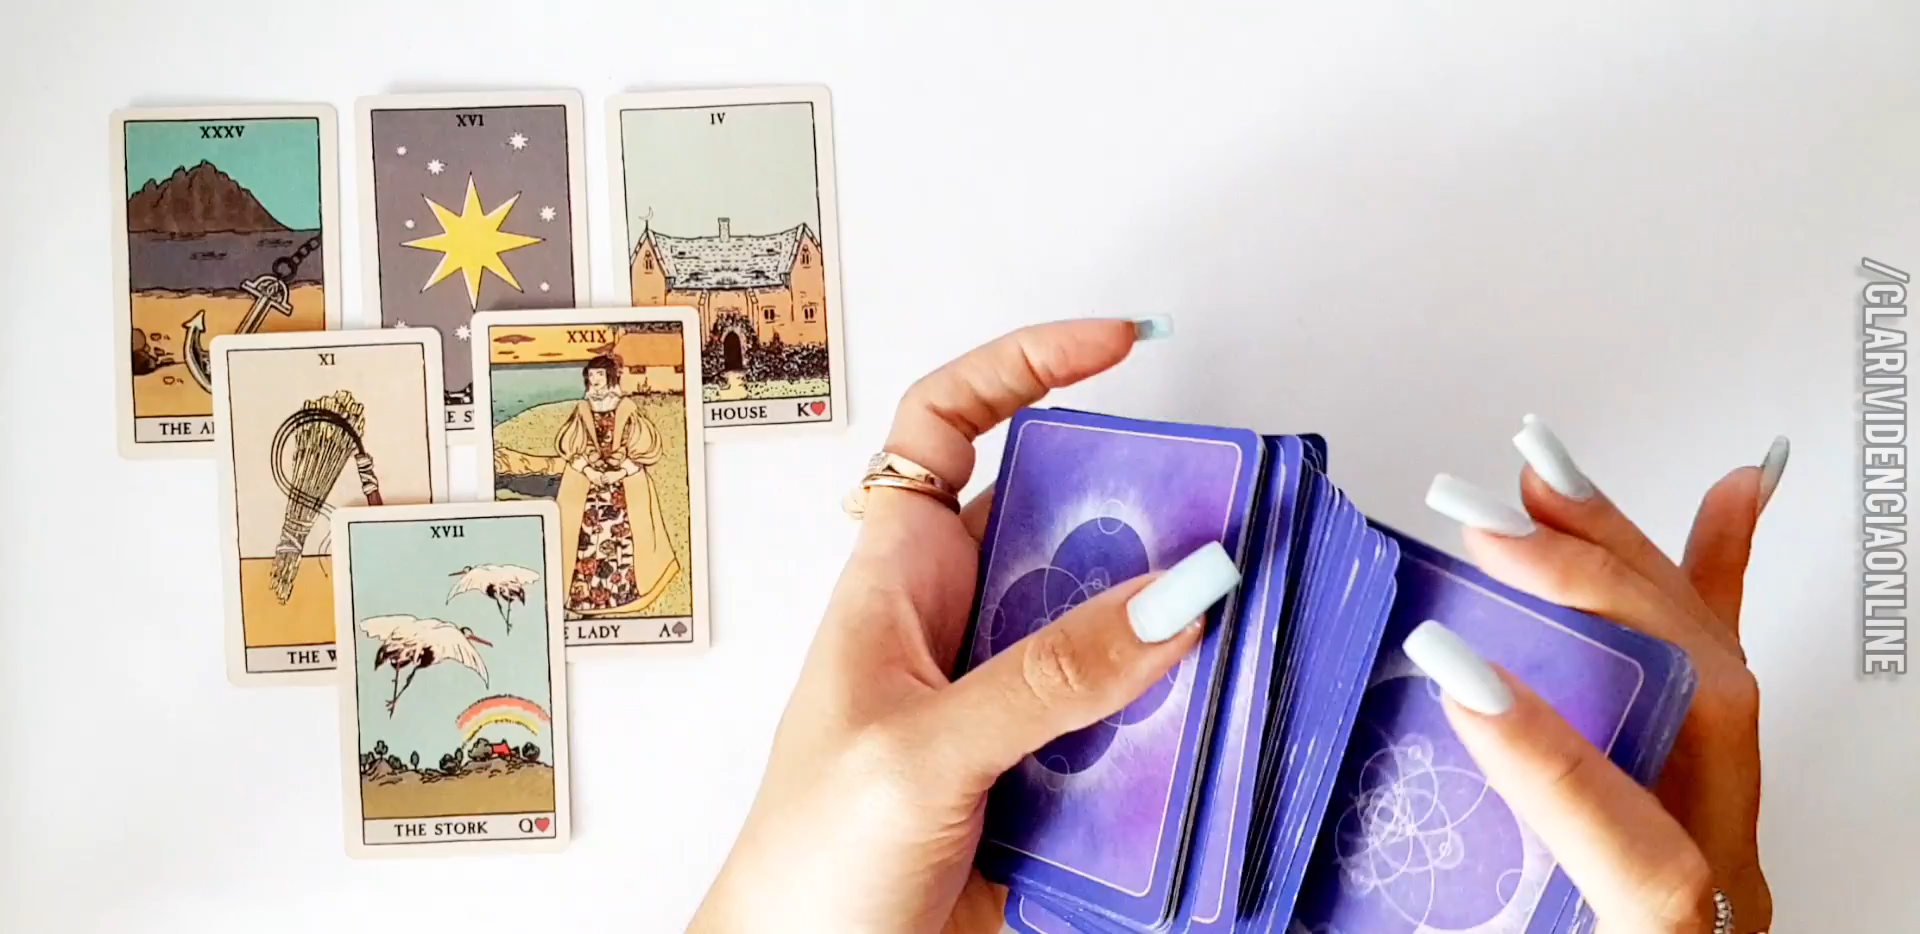 XXXV
XVI
IV
HOUSE K
XI
XXIX
LADY A
XVII
THE STORK Q
THE
THE
/CLARIVIDENCIAONLINE